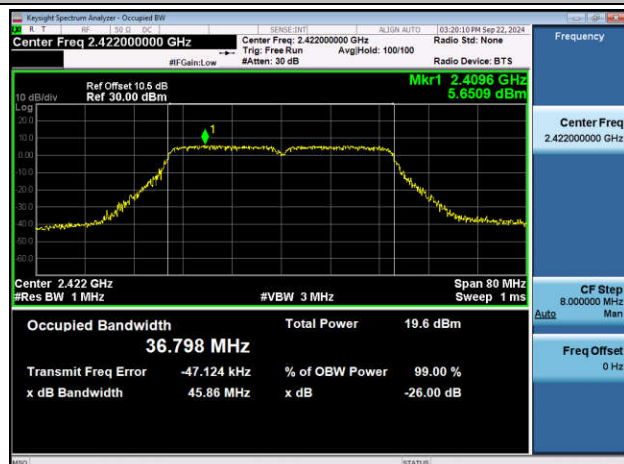 Keysight Spectrum Analyzer - Occupied BW
R T RF 50 Ω DC SENSE:INT ALIGN AUTO 03:20:10 PM Sep 22, 2024
Center Freq 2.422000000 GHz
Center Freq: 2.422000000 GHz
Radio Std: None
Trig: Free Run Avg|Hold: 100/100
#IFGain:Low #Atten: 30 dB Radio Device: BTS
Frequency
Mkr1 2.4096 GHz
5.6509 dBm
Ref Offset 10.5 dB
10 dB/div Ref 30.00 dBm
Log
20.0
10.0
0.00
-10.0
-20.0
-30.0
-40.0
-50.0
-60.0
1
Center 2.422 GHz Span 80 MHz
#Res BW 1 MHz #VBW 3 MHz Sweep 1 ms
Occupied Bandwidth Total Power 19.6 dBm
36.798 MHz
Transmit Freq Error -47.124 kHz % of OBW Power 99.00 %
x dB Bandwidth 45.86 MHz x dB -26.00 dB
Center Freq
2.422000000 GHz
CF Step
8.000000 MHz
Auto Man
Freq Offset
0 Hz
MSG STATUS